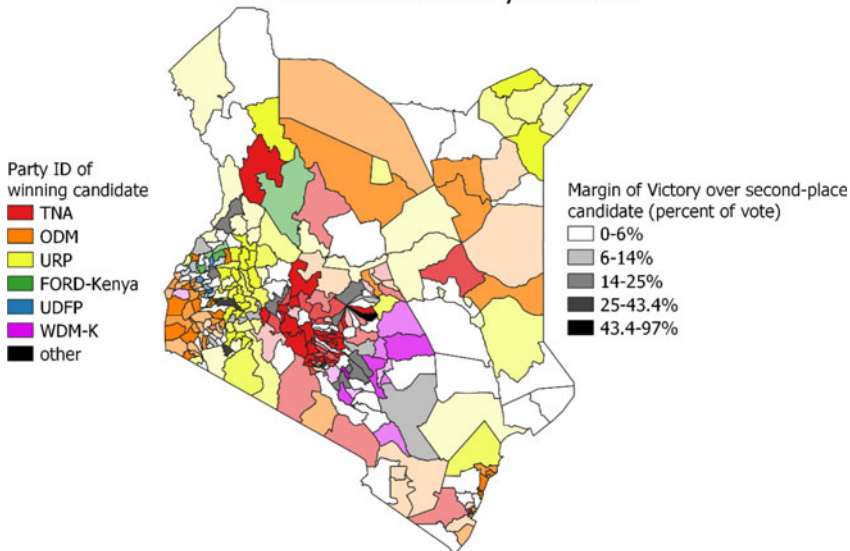 Party ID of
winning candidate
TNA
ODM
URP
FORD-Kenya
UDFP
WDM-K
other
Margin of Victory over second-place
candidate (percent of vote)
0-6%
6-14%
14-25%
25-43.4%
43.4-97%